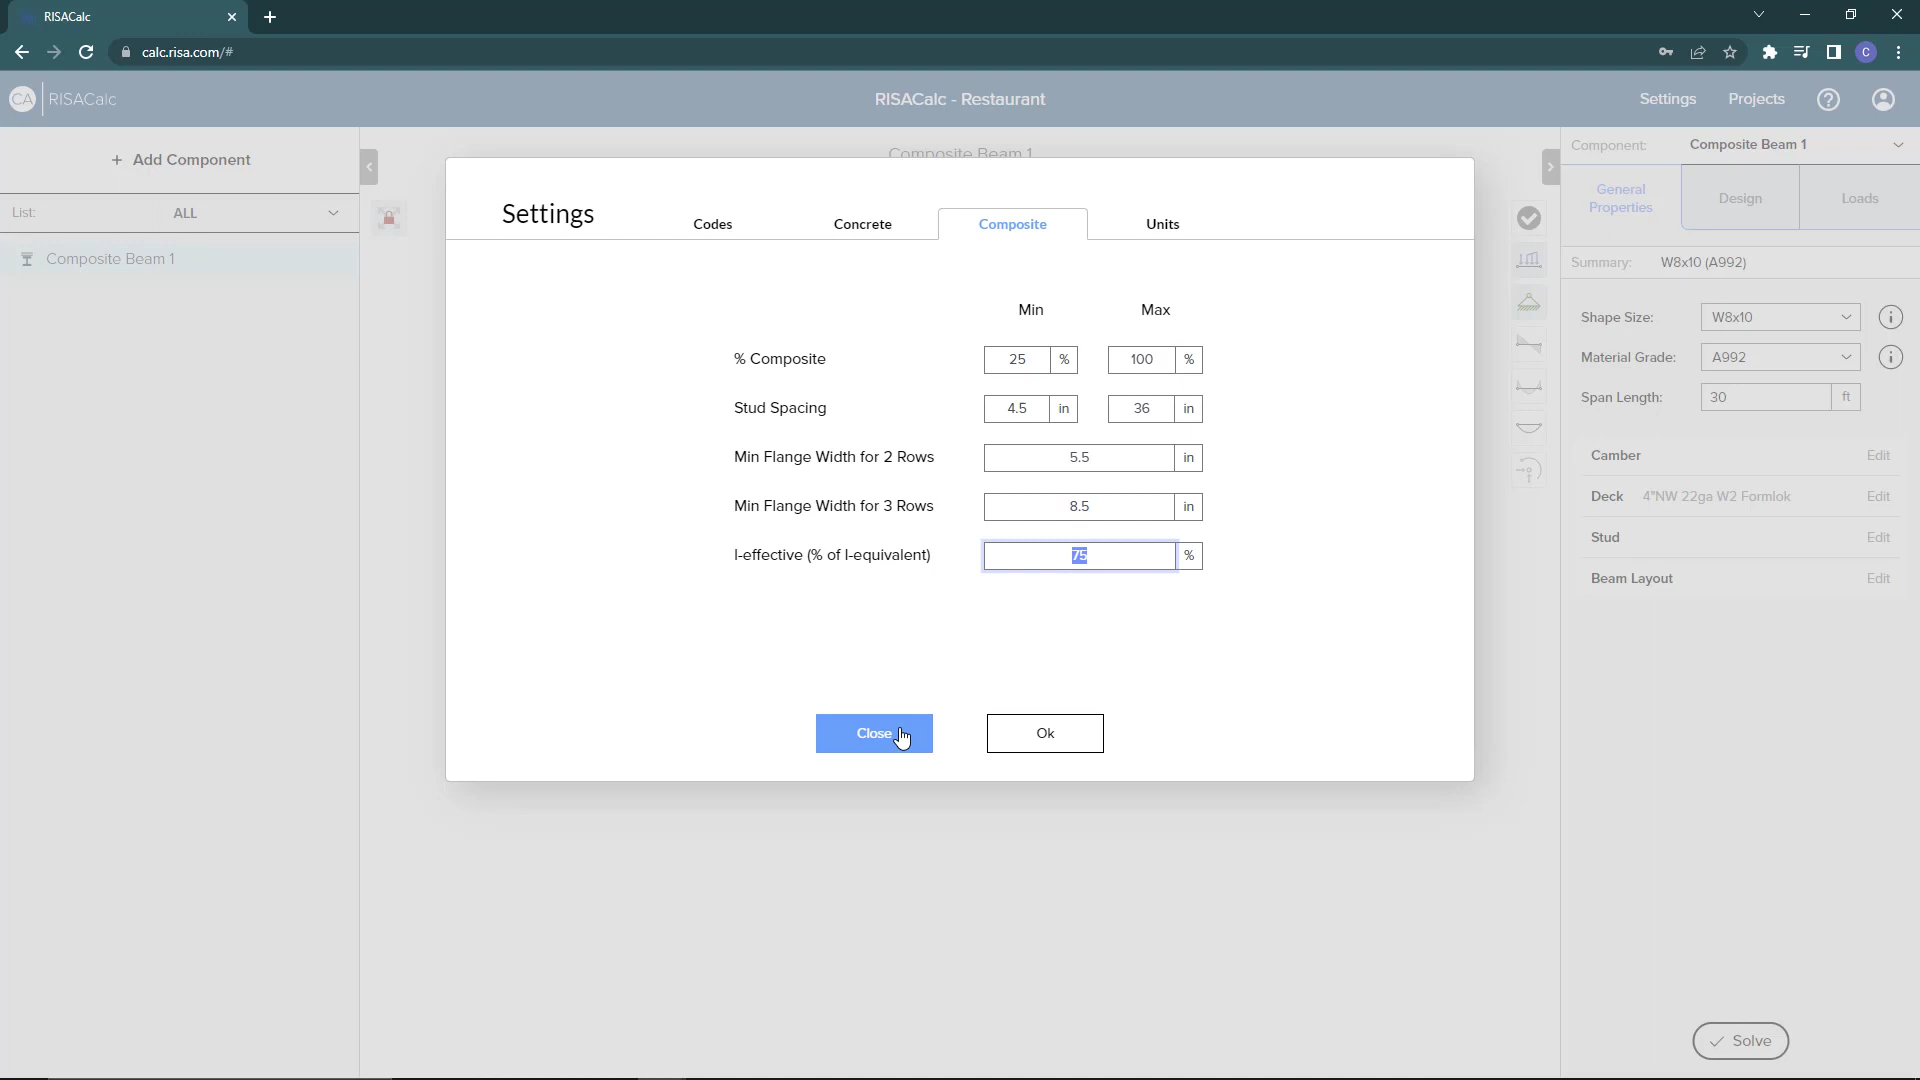 RISACalc
calc.risa.com/#
C
CA RISACalc
RISACalc - Restaurant
Settings
Projects
?
+ Add Component
List: ALL
Composite Beam 1
Composite Beam 1
Component: Composite Beam 1
General Properties
Design
Loads
Summary: W8x10 (A992)
Shape Size: W8x10
Material Grade: A992
Span Length: 30 ft
Camber Edit
Deck 4"NW 22ga W2 Formlok Edit
Stud Edit
Beam Layout Edit
Solve
Settings
Codes
Concrete
Composite
Units
Min Max
% Composite 25 % 100 %
Stud Spacing 4.5 in 36 in
Min Flange Width for 2 Rows 5.5 in
Min Flange Width for 3 Rows 8.5 in
I-effective (% of I-equivalent) 75 %
Close
Ok